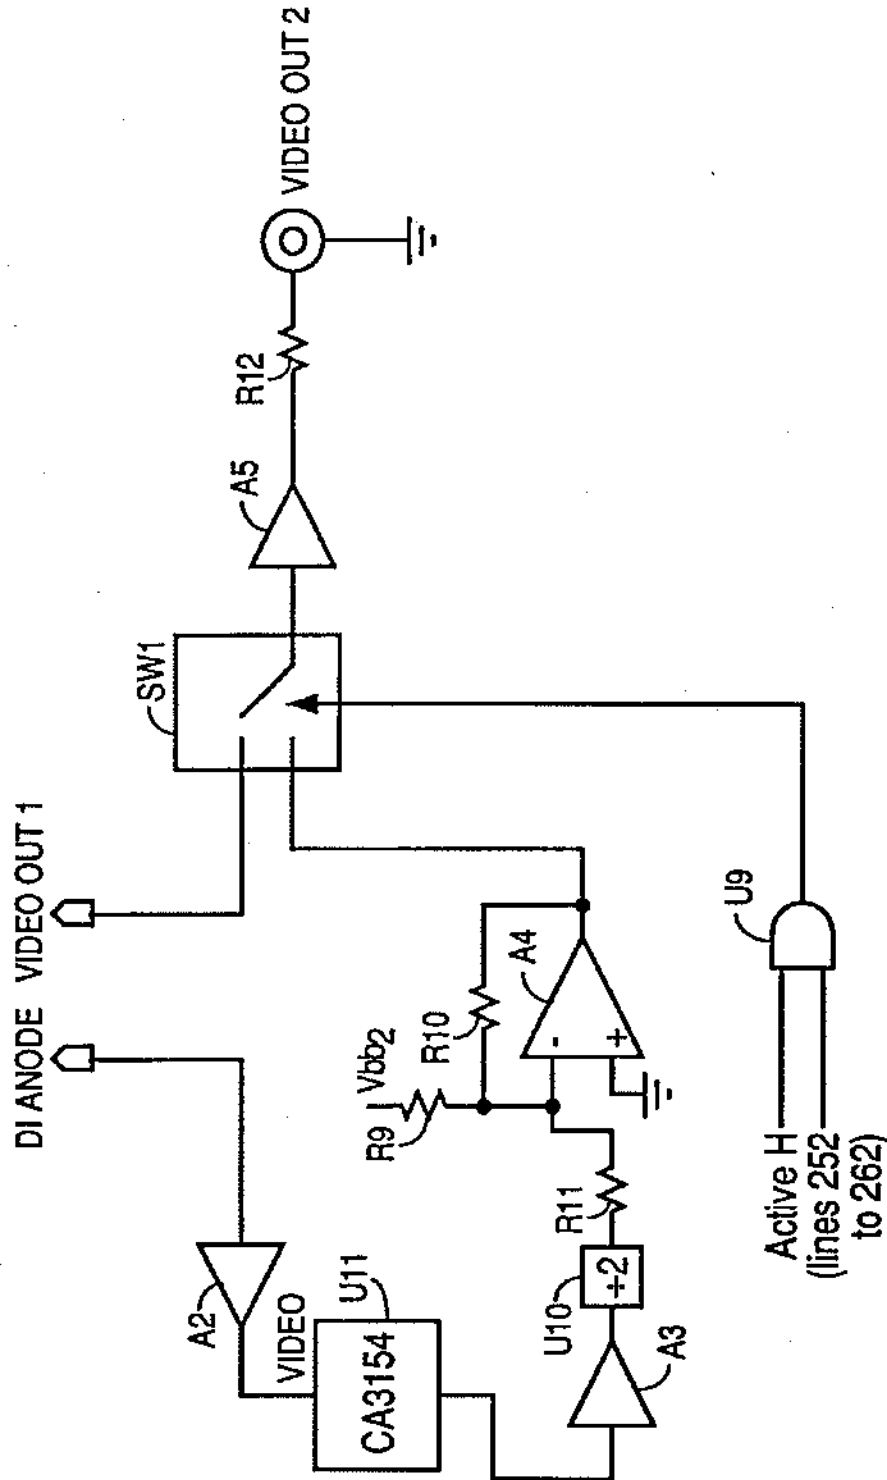 DI ANODE VIDEO OUT 1
A2
VIDEO
U11
CA3154
A3
U10
÷2
R11
R9
Vbb2
R10
-
+
A4
Active H
(lines 252
to 262)
U9
SW1
A5
R12
VIDEO OUT 2